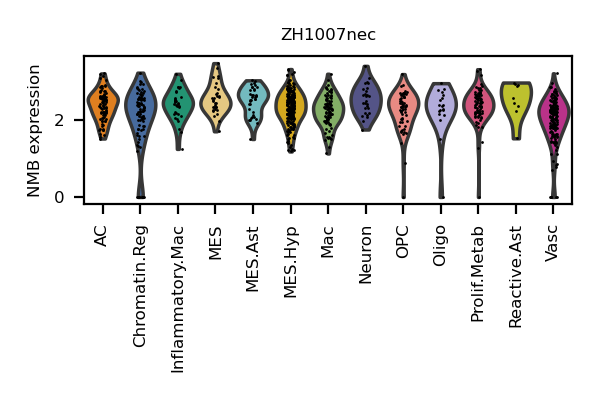 ZH1007nec
NMB expression
2
0
AC
Chromatin.Reg
Inflammatory.Mac
MES
MES.Ast
MES.Hyp
Mac
Neuron
OPC
Oligo
Prolif.Metab
Reactive.Ast
Vasc